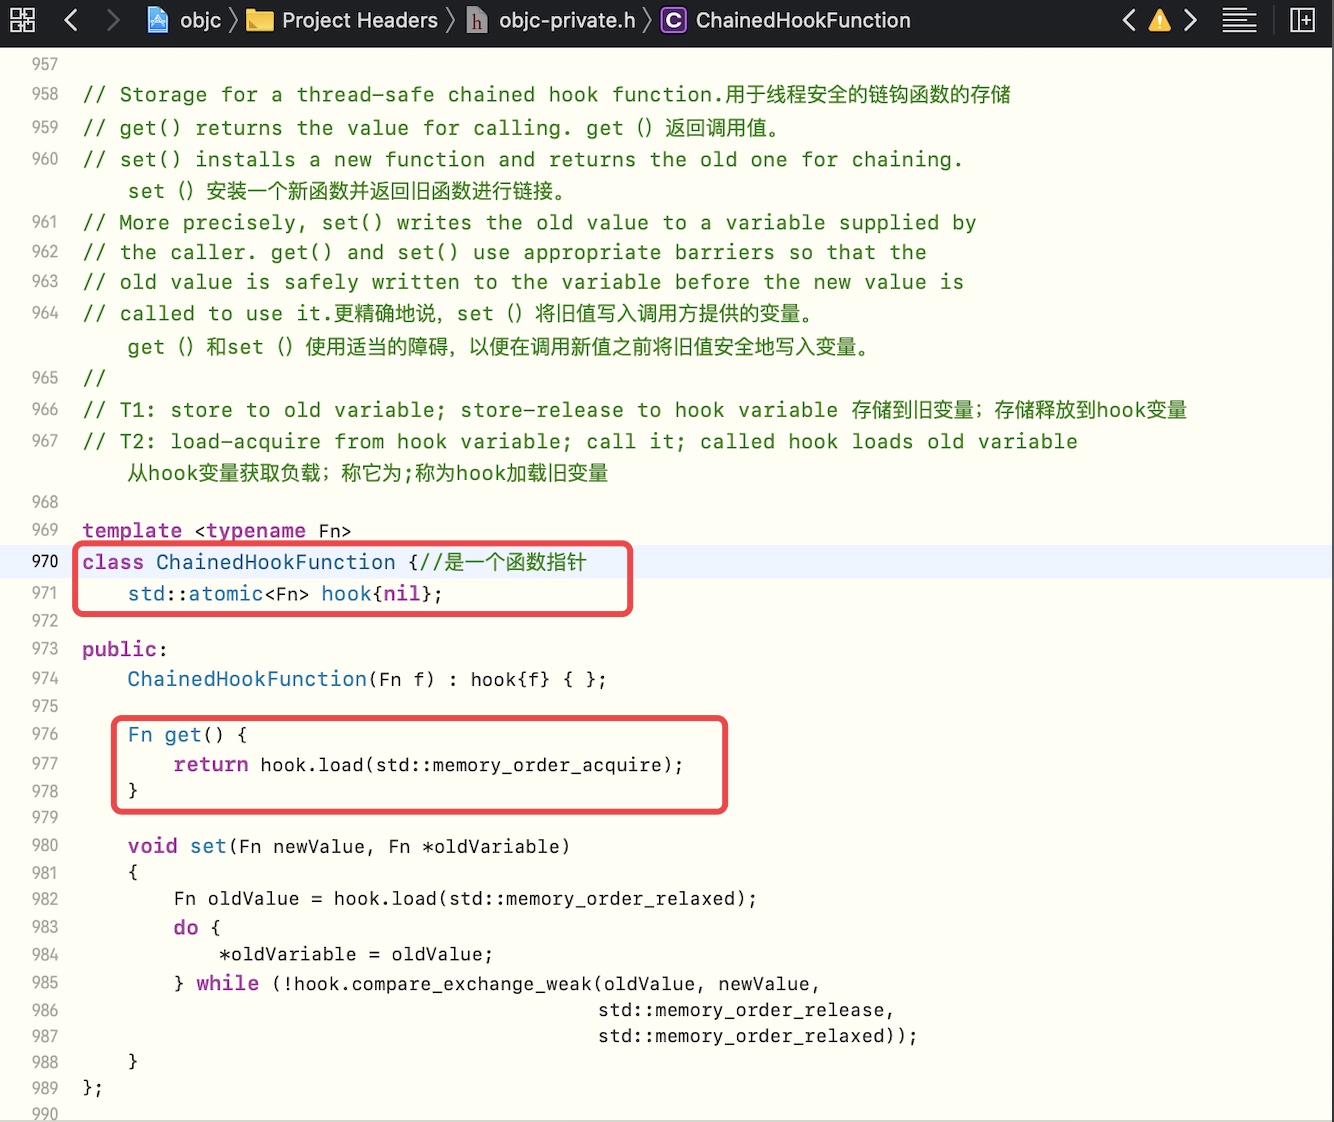 objc 〉 Project Headers 〉 h objc-private.h 〉 C ChainedHookFunction
957
958 // Storage for a thread-safe chained hook function.用于线程安全的链钩函数的存储
959 // get() returns the value for calling. get（）返回调用值。
960 // set() installs a new function and returns the old one for chaining.
set（）安装一个新函数并返回旧函数进行链接。
961 // More precisely, set() writes the old value to a variable supplied by
962 // the caller. get() and set() use appropriate barriers so that the
963 // old value is safely written to the variable before the new value is
964 // called to use it.更精确地说，set（）将旧值写入调用方提供的变量。
get（）和set（）使用适当的障碍，以便在调用新值之前将旧值安全地写入变量。
965 //
966 // T1: store to old variable; store-release to hook variable 存储到旧变量；存储释放到hook变量
967 // T2: load-acquire from hook variable; call it; called hook loads old variable
从hook变量获取负载；称它为;称为hook加载旧变量
968
969 template <typename Fn>
970 class ChainedHookFunction {//是一个函数指针
971     std::atomic<Fn> hook{nil};
972
973 public:
974     ChainedHookFunction(Fn f) : hook{f} { };
975
976     Fn get() {
977         return hook.load(std::memory_order_acquire);
978     }
979
980     void set(Fn newValue, Fn *oldVariable)
981     {
982         Fn oldValue = hook.load(std::memory_order_relaxed);
983         do {
984             *oldVariable = oldValue;
985         } while (!hook.compare_exchange_weak(oldValue, newValue,
986                                              std::memory_order_release,
987                                              std::memory_order_relaxed));
988     }
989 };
990